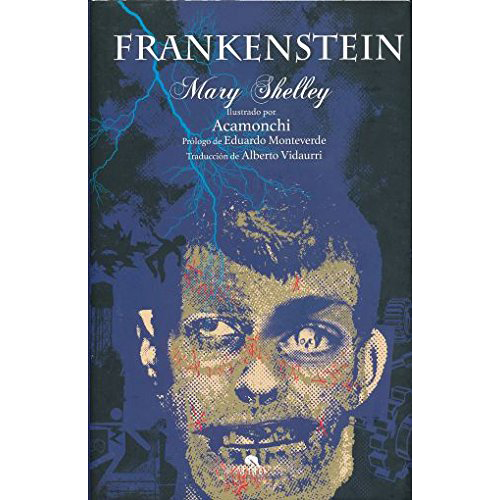 FRANKENSTEIN
Mary Shelley
Ilustrado por
Acamonchi
Prólogo de Eduardo Monteverde
Traducción de Alberto Vidaurri